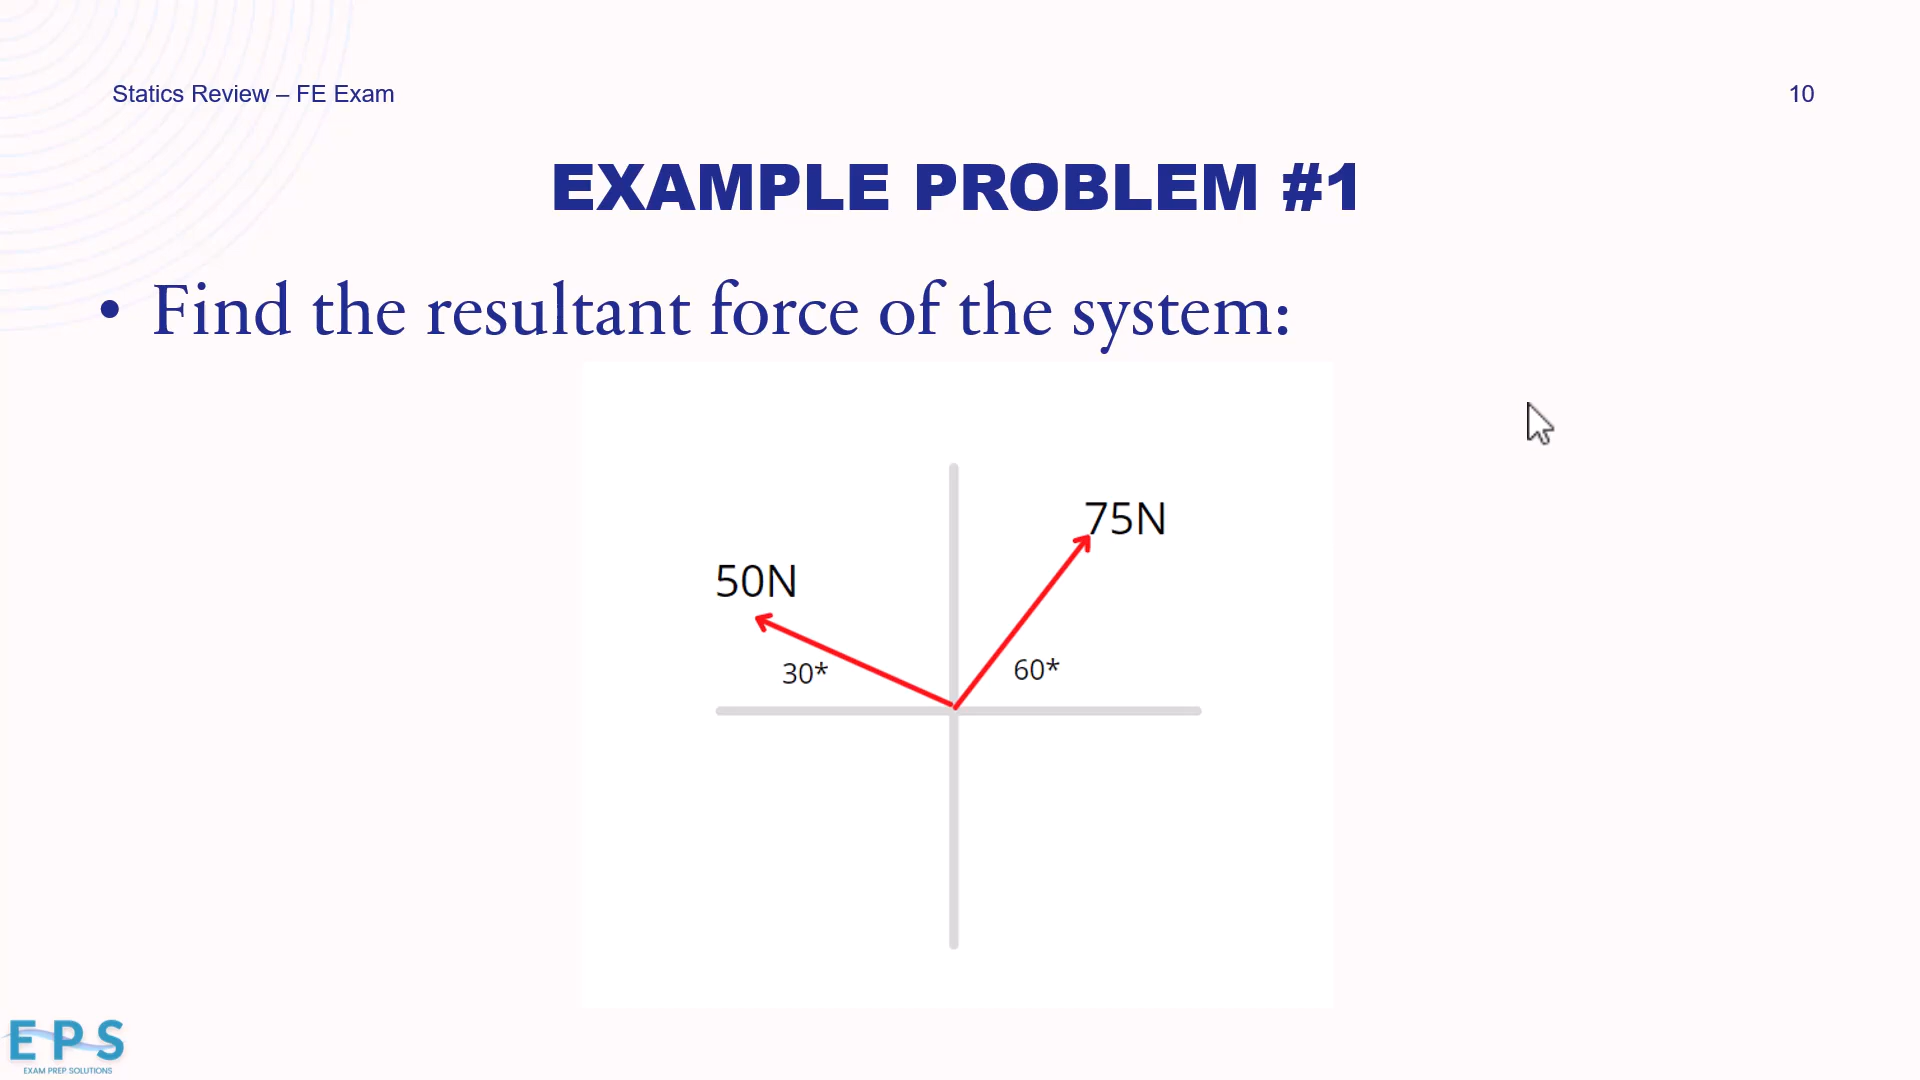 Statics Review – FE Exam
10
EXAMPLE PROBLEM #1
• Find the resultant force of the system:
75N
50N
30*
60*
EPS
EXAM PREP SOLUTIONS